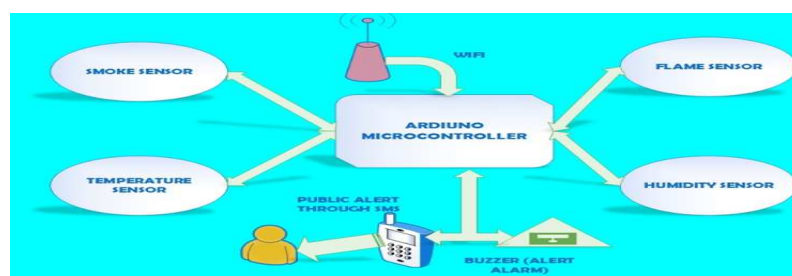 WIFI
SMOKE SENSOR
FLAME SENSOR
ARDIUNO
MICROCONTROLLER
TEMPERATURE
SENSOR
HUMIDITY SENSOR
PUBLIC ALERT
THROUGH SMS
BUZZER (ALERT
ALARM)